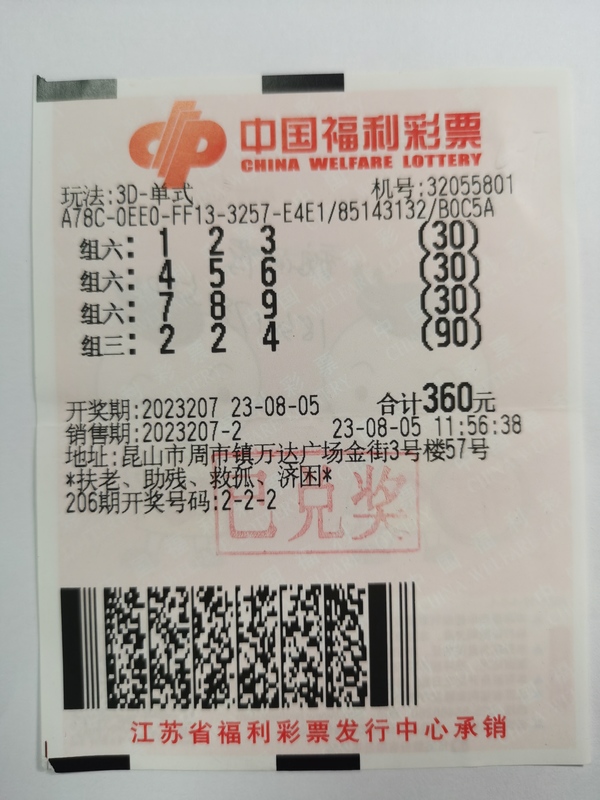 中国福利彩票
CHINA WELFARE LOTTERY
玩法:3D-单式 机号:32055801
A78C-0EE0-FF13-3257-E4E1/85143132/B0C5A
组六: 1 2 3 (30)
组六: 4 5 6 (30)
组六: 7 8 9 (30)
组三: 2 2 4 (90)
开奖期:2023207 23-08-05 合计360元
销售期:2023207-2 23-08-05 11:56:38
地址:昆山市周市镇万达广场金街3号楼57号
*扶老、助残、救孤、济困*
206期开奖号码:2-2-2
已兑奖
江苏省福利彩票发行中心承销